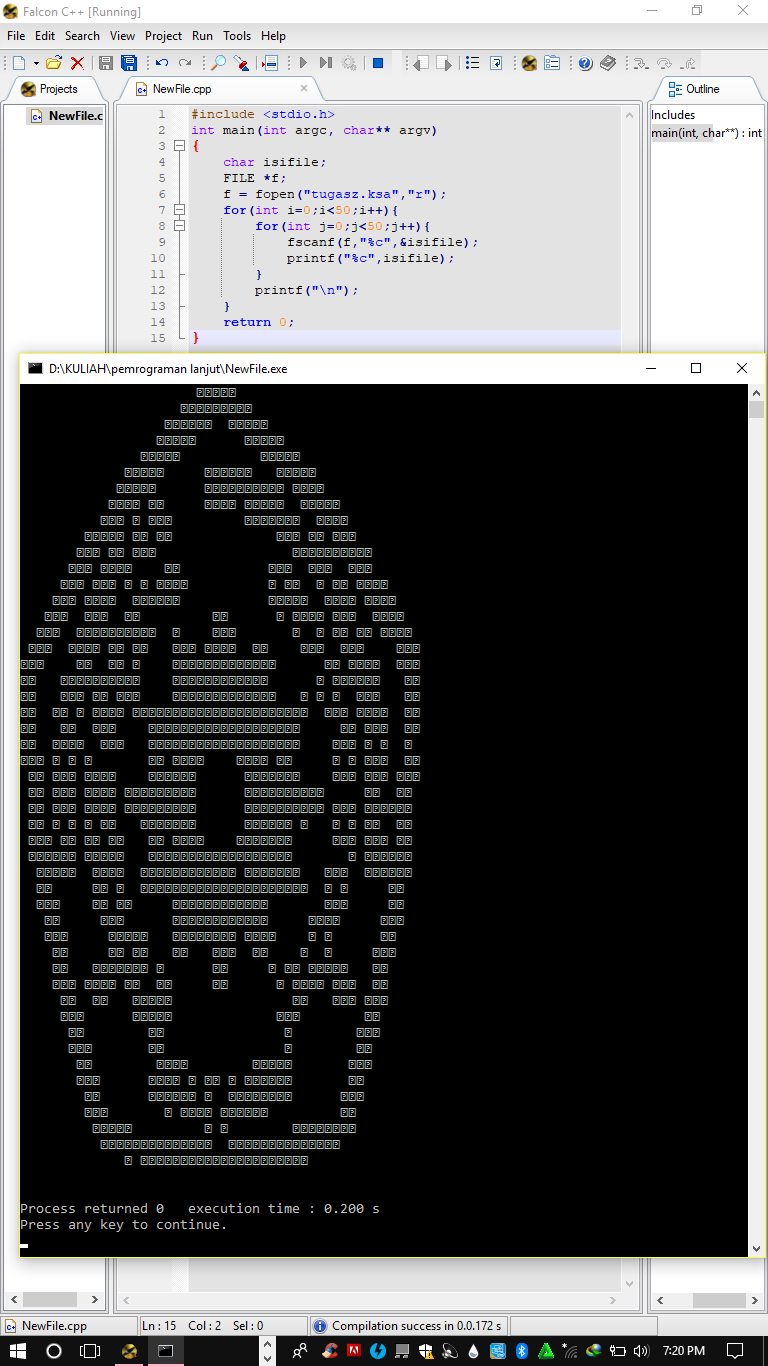 Falcon C++ [Running]
File Edit Search View Project Run Tools Help
Projects
NewFile.cpp
Outline
NewFile.c
Includes
main(int, char**) : int
1 #include <stdio.h>
2 int main(int argc, char** argv)
3 {
4 char isifile;
5 FILE *f;
6 f = fopen("tugasz.ksa","r");
7 for(int i=0;i<50;i++){
8 for(int j=0;j<50;j++){
9 fscanf(f,"%c",&isifile);
10 printf("%c",isifile);
11 }
12 printf("\n");
13 }
14 return 0;
15 }
D:\KULIAH\pemrograman lanjut\NewFile.exe
Process returned 0 execution time : 0.200 s
Press any key to continue.
NewFile.cpp
Ln : 15 Col : 2 Sel : 0
Compilation success in 0.0.172 s
7:20 PM